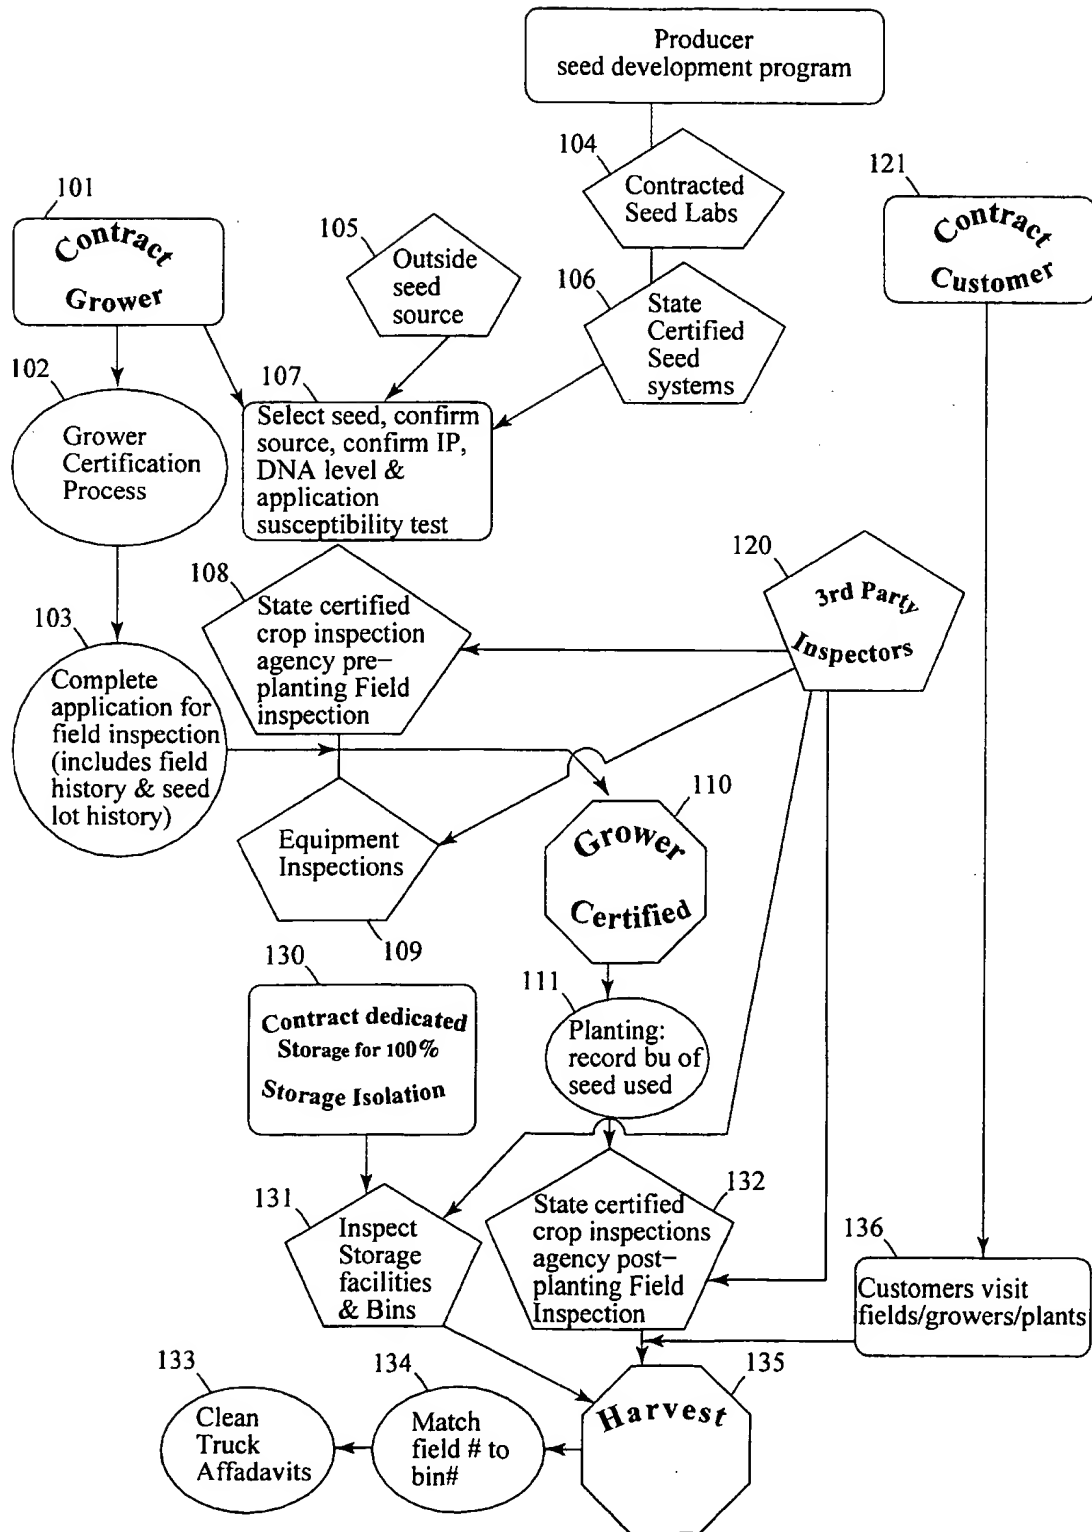 Producer
seed development program
104
Contracted
Seed Labs
121
Contract
Customer
101
Contract
Grower
105
Outside
seed
source
106
State
Certified
Seed
systems
102
Grower
Certification
Process
107
Select seed, confirm
source, confirm IP,
DNA level &
application
susceptibility test
108
State certified
crop inspection
agency pre-
planting Field
inspection
120
3rd Party
Inspectors
103
Complete
application for
field inspection
(includes field
history & seed
lot history)
Equipment
Inspections
109
110
Grower
Certified
130
Contract dedicated
Storage for 100%
Storage Isolation
111
Planting:
record bu of
seed used
131
Inspect
Storage
facilities
& Bins
132
State certified
crop inspections
agency post-
planting Field
Inspection
136
Customers visit
fields/growers/plants
133
Clean
Truck
Affadavits
134
Match
field # to
bin#
135
Harvest